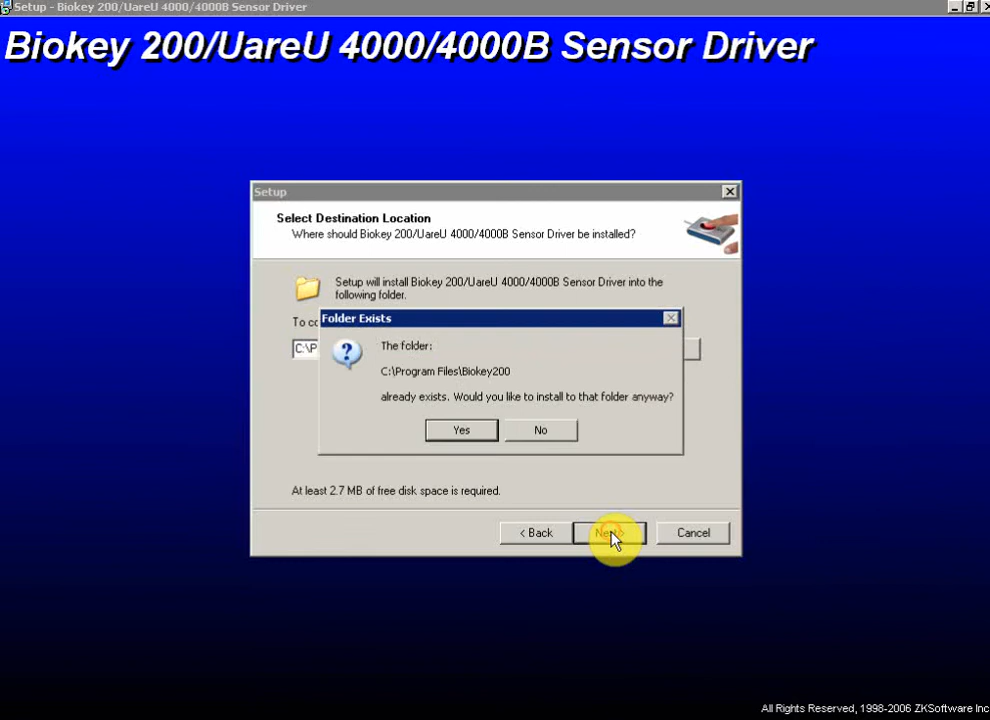 Setup - Biokey 200/UareU 4000/4000B Sensor Driver
Biokey 200/UareU 4000/4000B Sensor Driver
Setup
Select Destination Location
Where should Biokey 200/UareU 4000/4000B Sensor Driver be installed?
Setup will install Biokey 200/UareU 4000/4000B Sensor Driver into the
following folder.
To co
Folder Exists
C:\P
The folder:
C:\Program Files\Biokey200
already exists. Would you like to install to that folder anyway?
Yes
No
At least 2.7 MB of free disk space is required.
< Back
Next >
Cancel
All Rights Reserved, 1998-2006 ZKSoftware Inc